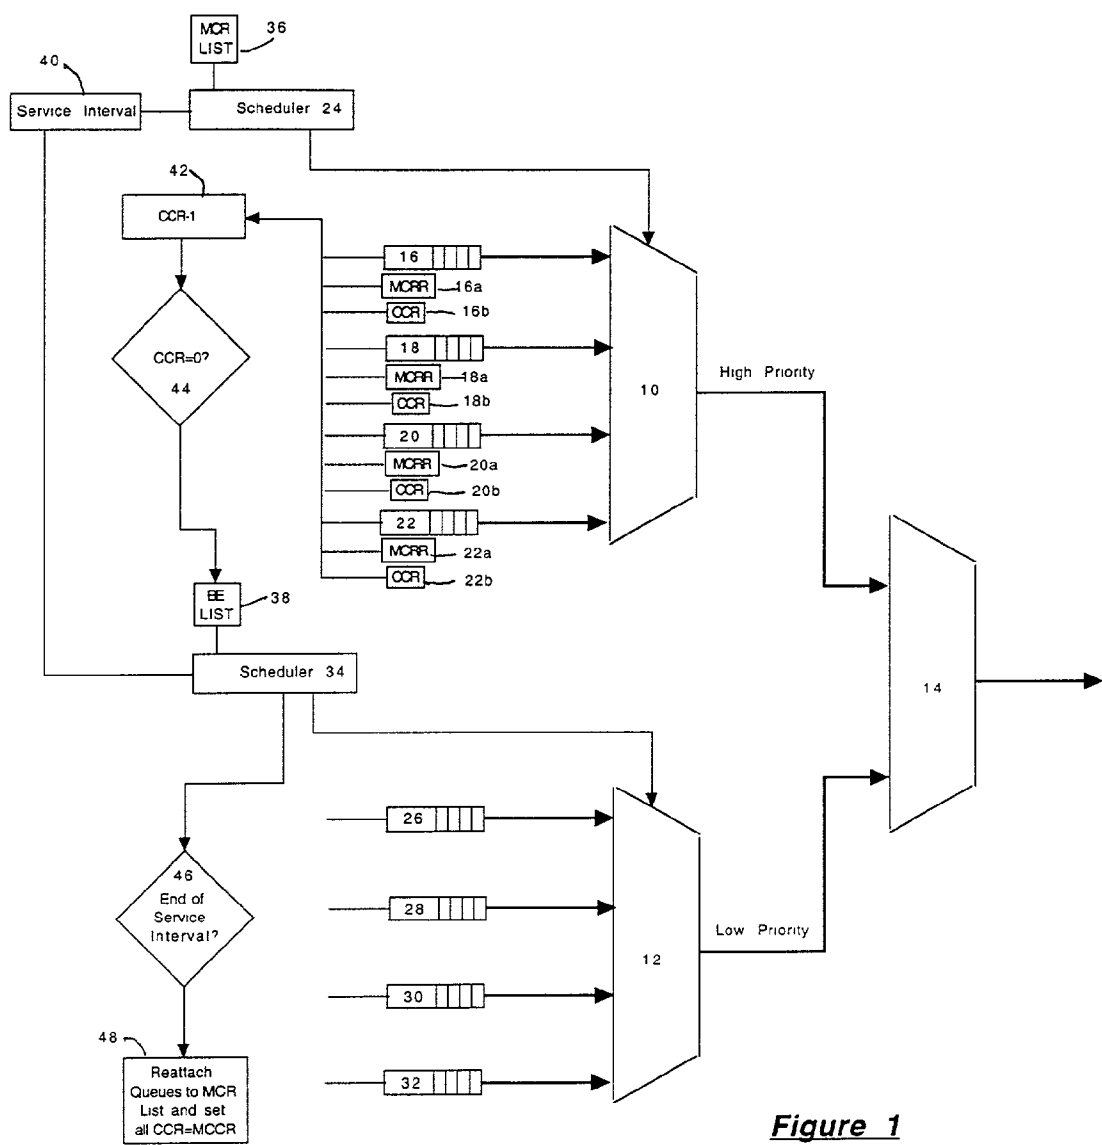 MCR
LIST
36
40
Service Interval
Scheduler 24
42
CCR-1
16
MCRR
16a
CCR
16b
CCR=0?
44
18
MCRR
18a
CCR
18b
10
High Priority
20
MCRR
20a
CCR
20b
22
MCRR
22a
CCR
22b
BE
LIST
38
Scheduler 34
14
26
46
End of
Service
Interval?
28
Low Priority
12
30
48
Reattach
Queues to MCR
List and set
all CCR=MCCR
32
Figure 1